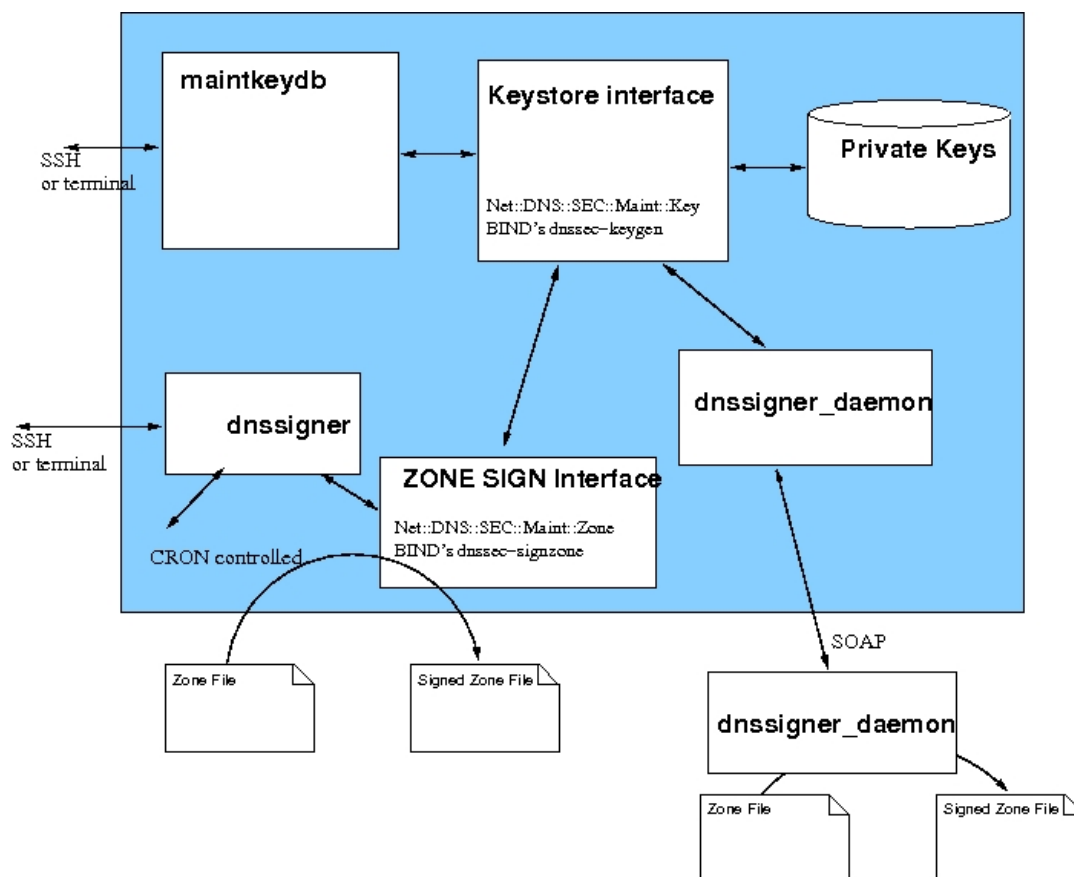 maintkeydb
Keystore interface
Private Keys
SSH
or terminal
Net::DNS::SEC::Maint::Key
BIND's dnssec-keygen
dnssigner
dnssigner_daemon
SSH
or terminal
ZONE SIGN Interface
Net::DNS::SEC::Maint::Zone
BIND's dnssec-signzone
CRON controlled
SOAP
Zone File
Signed Zone File
dnssigner_daemon
Zone File
Signed Zone File